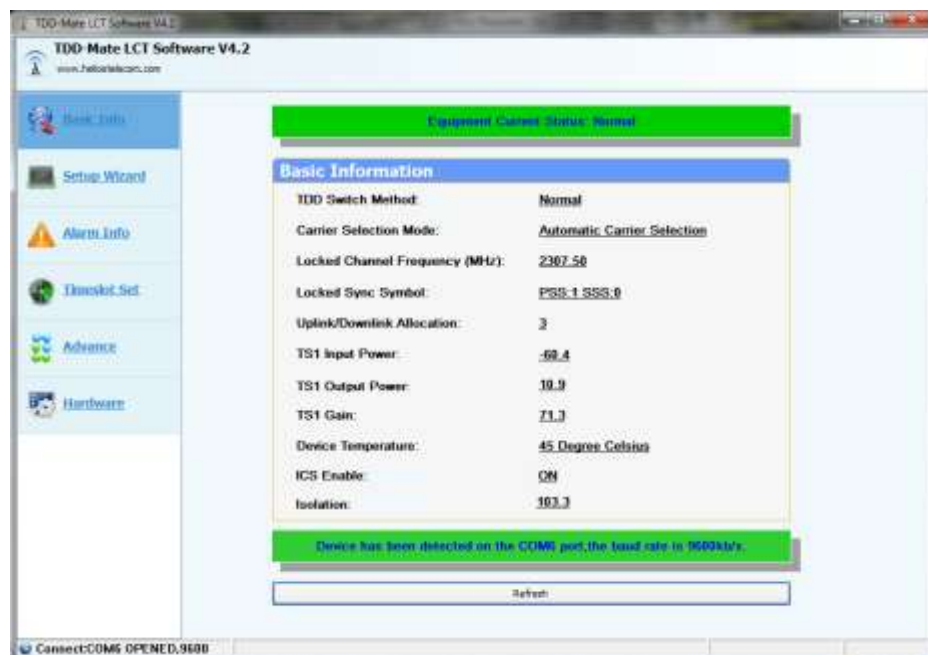 TDD-Mate LCT Software V4.2
TDD-Mate LCT Software V4.2
Basic Info
Setup Wizard
Alarm Info
Timeslot Set
Advance
Hardware
Equipment Current Status: Normal
Basic Information
TDD Switch Method: Normal
Carrier Selection Mode: Automatic Carrier Selection
Locked Channel Frequency (MHz): 2307.50
Locked Sync Symbol: PSS:1 SSS:0
Uplink/Downlink Allocation: 3
TS1 Input Power: -60.4
TS1 Output Power: 10.9
TS1 Gain: 71.3
Device Temperature: 45 Degree Celsius
ICS Enable: ON
Isolation: 103.3
Device has been detected on the COM6 port,the baud rate is 9600kb/s.
Refresh
Connect:COM6 OPENED,9600